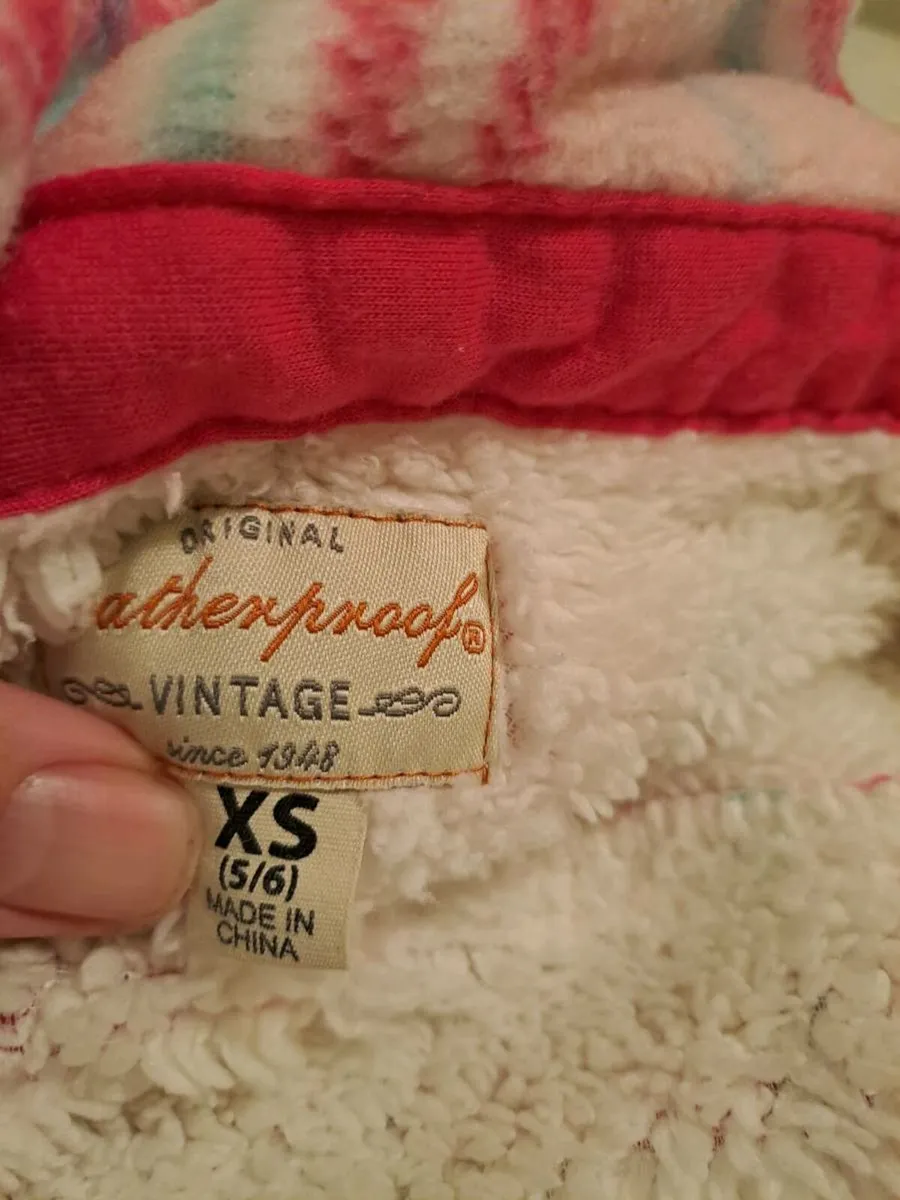 ORIGINAL
atherproof®
VINTAGE
since 1948
XS
(5/6)
MADE IN
CHINA